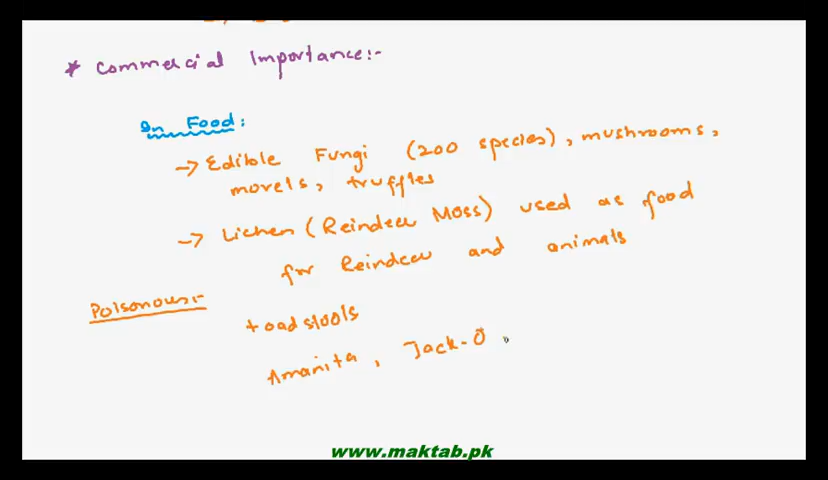 * Commercial Importance:-
In Food:
→ Edible Fungi (200 species), mushrooms,
morels, truffles
→ Lichen (Reindeer Moss) used as food
for Reindeer and animals
Poisonous:-
toadstools
Amanita, Jack-O
www.maktab.pk